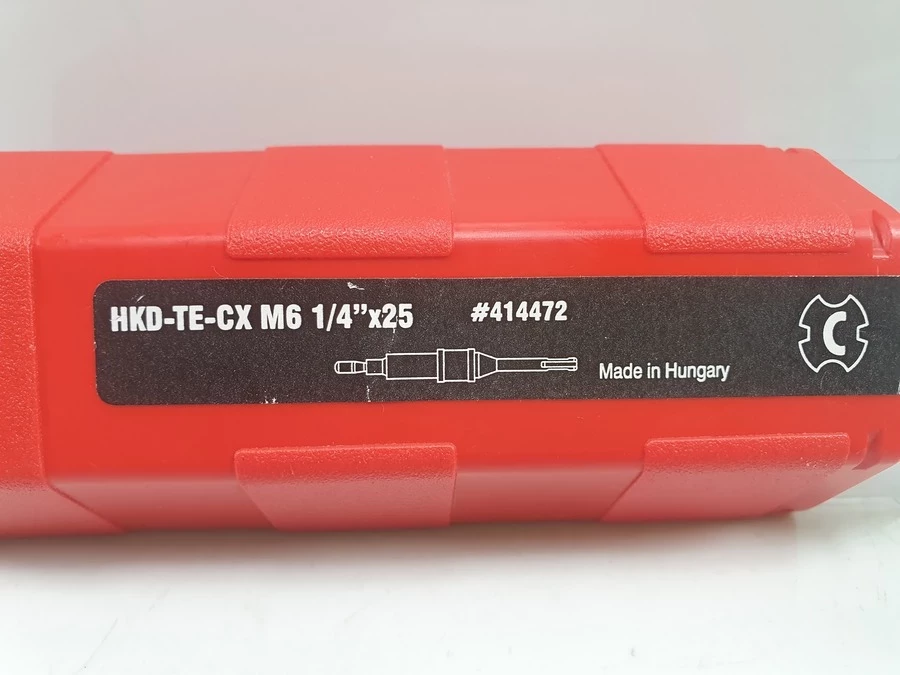 HKD-TE-CX M6 1/4”x25 #414472
Made in Hungary
C